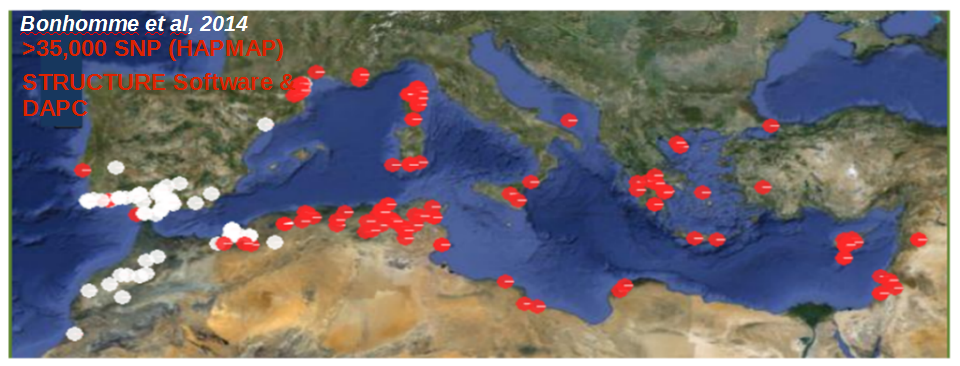 Bonhomme et al, 2014
>35,000 SNP (HAPMAP)
STRUCTURE Software &
DAPC